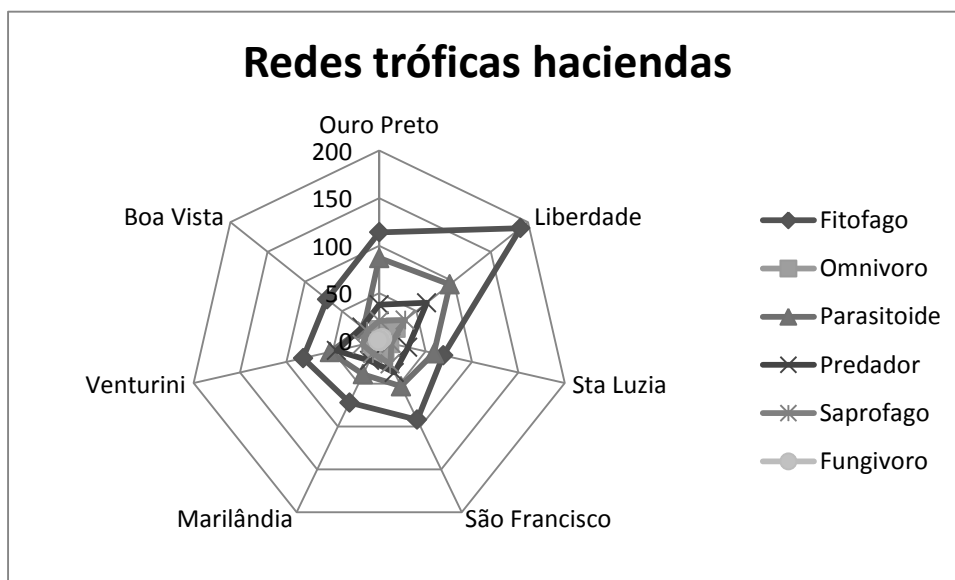 Redes tróficas haciendas
Ouro Preto
200
150
100
50
0
Liberdade
Sta Luzia
São Francisco
Marilândia
Venturini
Boa Vista
Fitofago
Omnivoro
Parasitoide
Predador
Saprofago
Fungivoro